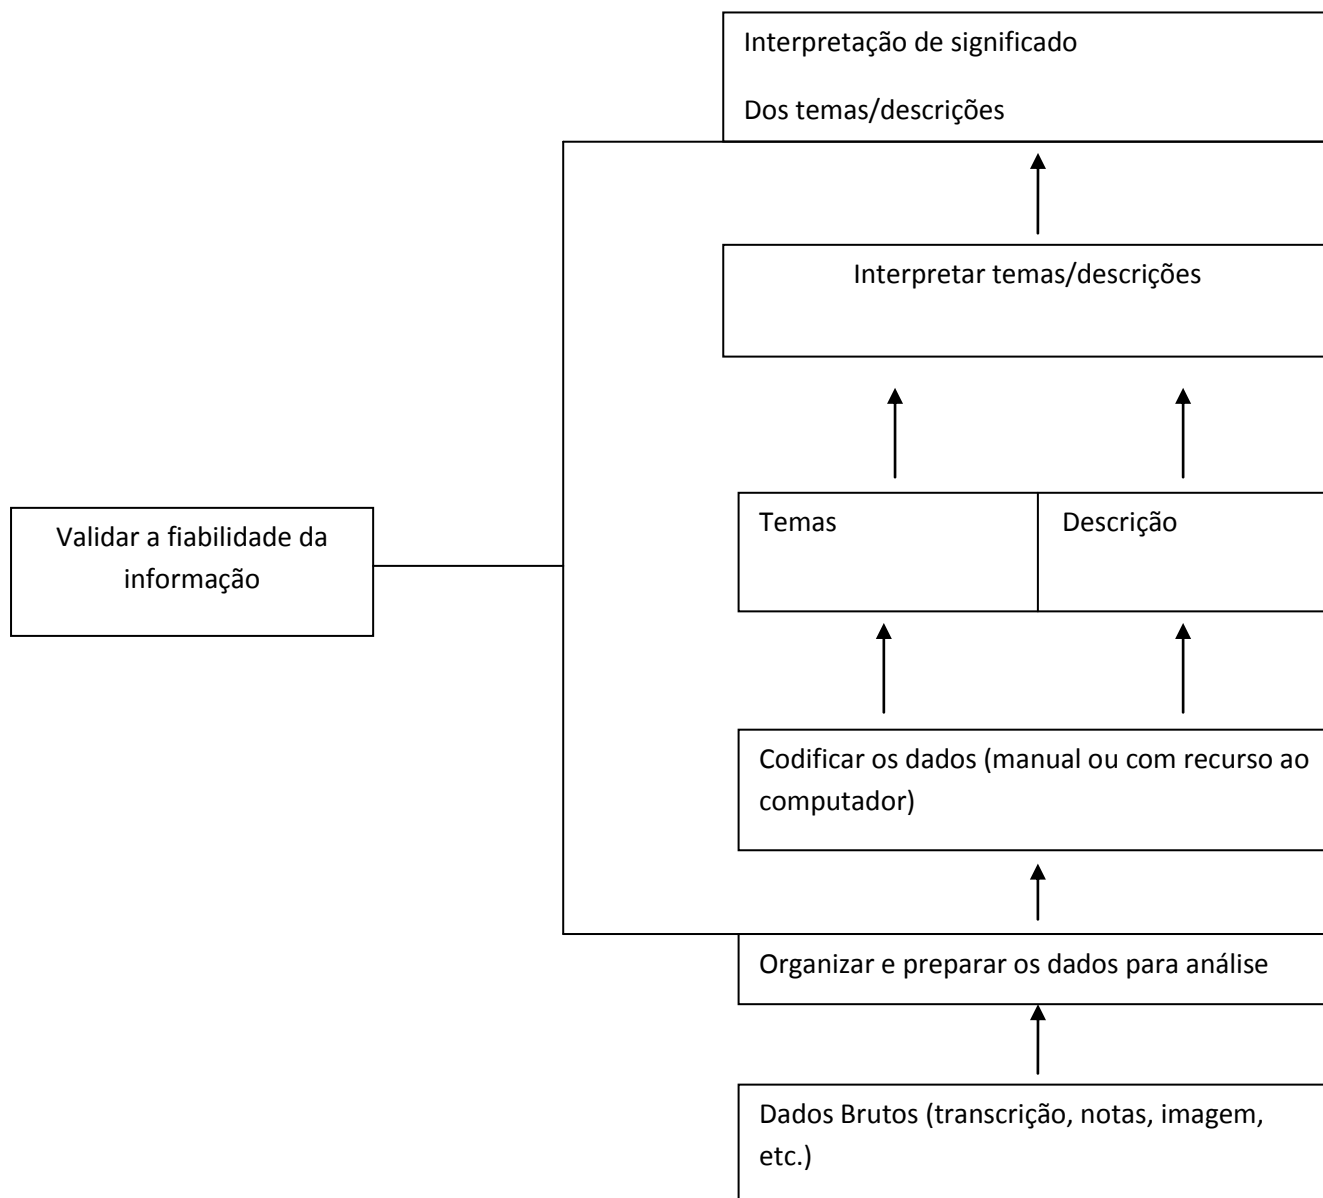 Interpretação de significado
Dos temas/descrições
Interpretar temas/descrições
Temas
Descrição
Validar a fiabilidade da
informação
Codificar os dados (manual ou com recurso ao
computador)
Organizar e preparar os dados para análise
Dados Brutos (transcrição, notas, imagem,
etc.)